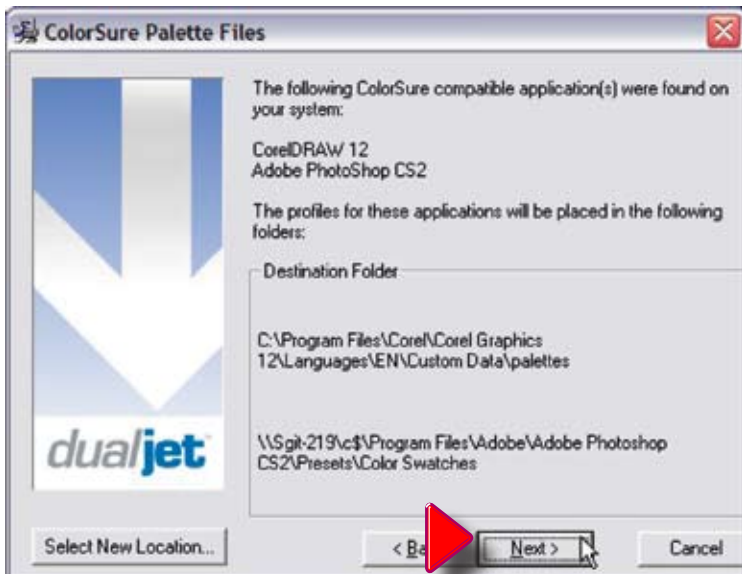 ColorSure Palette Files
The following ColorSure compatible application(s) were found on
your system:
CorelDRAW 12
Adobe PhotoShop CS2
The profiles for these applications will be placed in the following
folders:
Destination Folder
C:\Program Files\Corel\Corel Graphics
12\Languages\EN\Custom Data\palettes
\\Sgit-219\c$\Program Files\Adobe\Adobe Photoshop
CS2\Presets\Color Swatches
dualjet
Select New Location... < Ba Next > Cancel